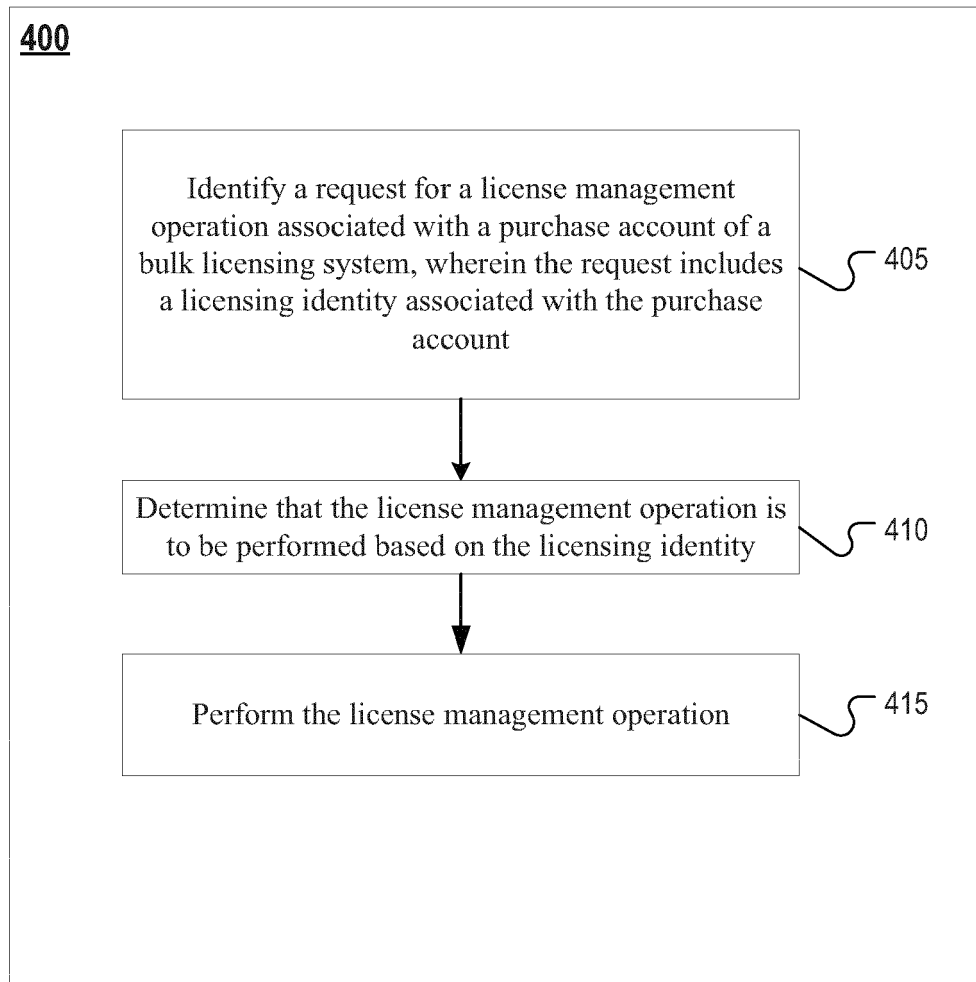 400
Identify a request for a license management
operation associated with a purchase account of a
bulk licensing system, wherein the request includes
a licensing identity associated with the purchase
account
405
Determine that the license management operation is
to be performed based on the licensing identity
410
Perform the license management operation
415